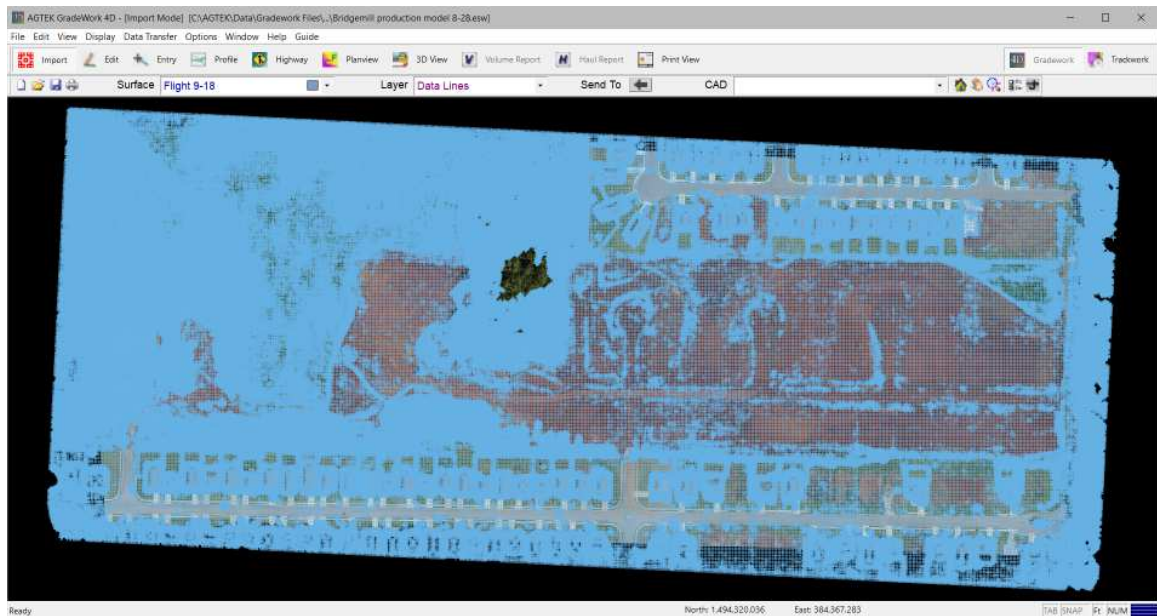 AGTEK GradeWork 4D - [Import Mode] [C:\AGTEK\Data\Gradework Files\...\Bridgemill production model 8-28.esw]
File Edit View Display Data Transfer Options Window Help Guide
Import Edit Entry Profile Highway Planview 3D View Volume Report Haul Report Print View 4D Gradework Trackwork
Surface Flight 9-18 Layer Data Lines Send To CAD
Ready North: 1,494,320.036 East: 384,367.283 TAB SNAP Ft NUM